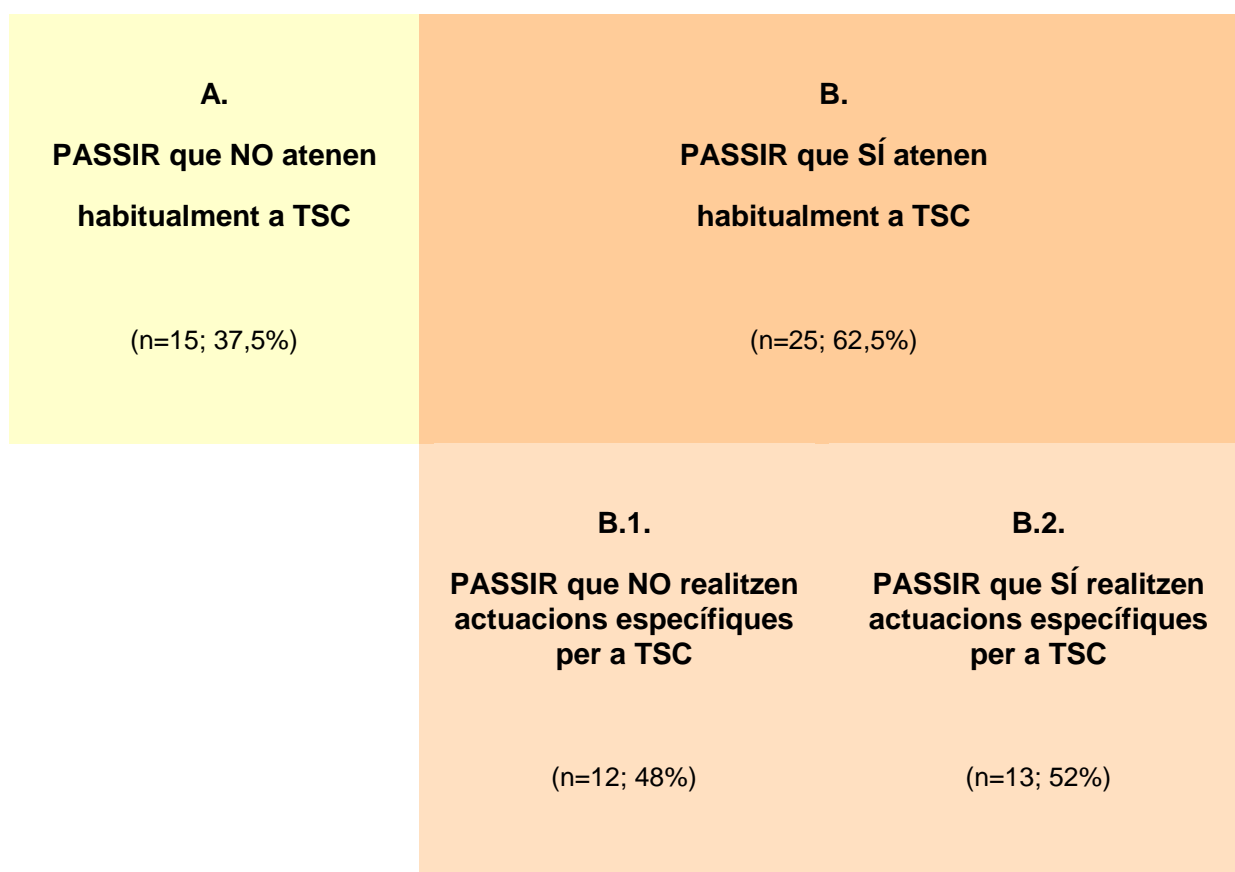 A.
PASSIR que NO atenen
habitualment a TSC
(n=15; 37,5%)
B.
PASSIR que SÍ atenen
habitualment a TSC
(n=25; 62,5%)
B.1.
PASSIR que NO realitzen
actuacions específiques
per a TSC
(n=12; 48%)
B.2.
PASSIR que SÍ realitzen
actuacions específiques
per a TSC
(n=13; 52%)